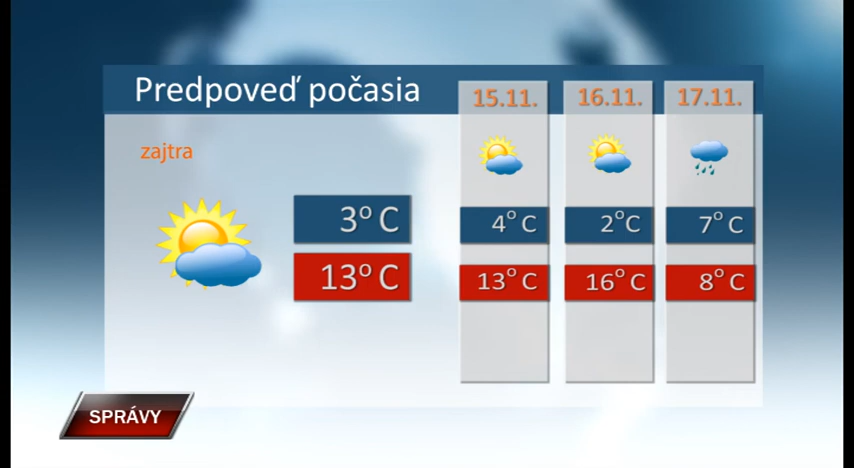 Predpoveď počasia
zajtra
3° C
13° C
15.11.
4° C
13° C
16.11.
2°C
16° C
17.11.
7° C
8° C
SPRÁVY